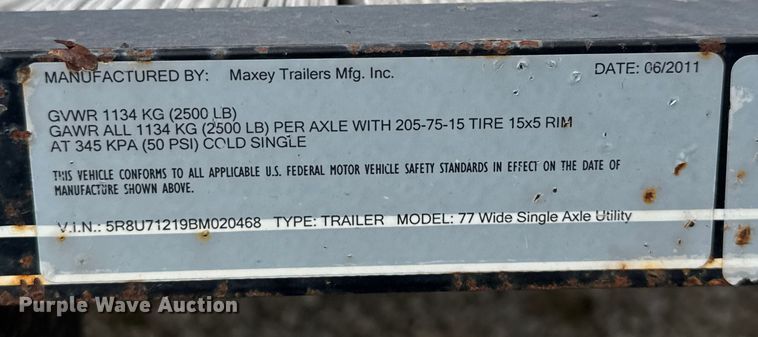 MANUFACTURED BY: Maxey Trailers Mfg. Inc. DATE: 06/2011
GVWR 1134 KG (2500 LB)
GAWR ALL 1134 KG (2500 LB) PER AXLE WITH 205-75-15 TIRE 15x5 RIM
AT 345 KPA (50 PSI) COLD SINGLE
THIS VEHICLE CONFORMS TO ALL APPLICABLE U.S. FEDERAL MOTOR VEHICLE SAFETY STANDARDS IN EFFECT ON THE DATE OF
MANUFACTURE SHOWN ABOVE.
V.I.N.: 5R8U71219BM020468 TYPE: TRAILER MODEL: 77 Wide Single Axle Utility
Purple Wave Auction